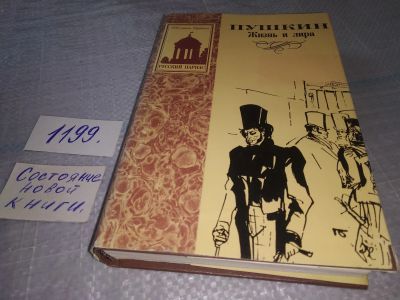 ПУШКИН
Жизнь и лира
РУССКИЙ ПАРНАС
1199.
Состояние
новой
книги.